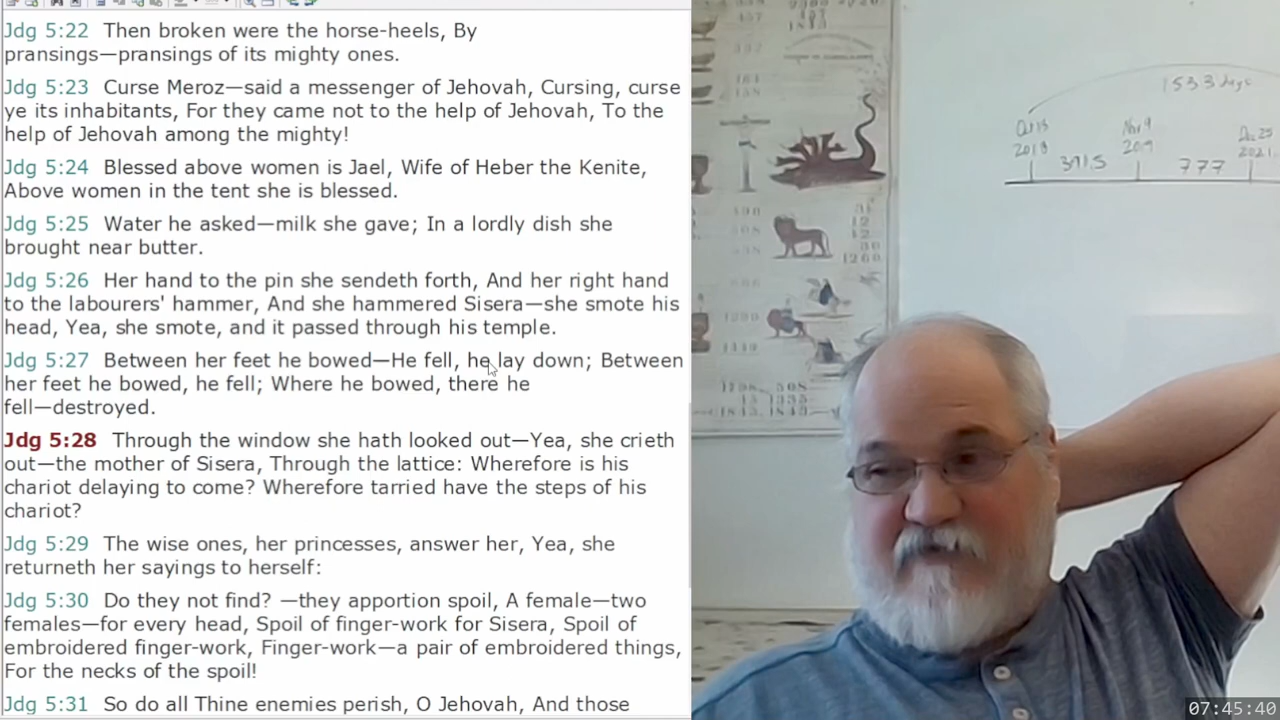 Jdg 5:22 Then broken were the horse-heels, By
pransings—pransings of its mighty ones.
Jdg 5:23 Curse Meroz—said a messenger of Jehovah, Cursing, curse
ye its inhabitants, For they came not to the help of Jehovah, To the
help of Jehovah among the mighty!
Jdg 5:24 Blessed above women is Jael, Wife of Heber the Kenite,
Above women in the tent she is blessed.
Jdg 5:25 Water he asked—milk she gave; In a lordly dish she
brought near butter.
Jdg 5:26 Her hand to the pin she sendeth forth, And her right hand
to the labourers' hammer, And she hammered Sisera—she smote his
head, Yea, she smote, and it passed through his temple.
Jdg 5:27 Between her feet he bowed—He fell, he lay down; Between
her feet he bowed, he fell; Where he bowed, there he
fell—destroyed.
Jdg 5:28 Through the window she hath looked out—Yea, she crieth
out—the mother of Sisera, Through the lattice: Wherefore is his
chariot delaying to come? Wherefore tarried have the steps of his
chariot?
Jdg 5:29 The wise ones, her princesses, answer her, Yea, she
returneth her sayings to herself:
Jdg 5:30 Do they not find? —they apportion spoil, A female—two
females—for every head, Spoil of finger-work for Sisera, Spoil of
embroidered finger-work, Finger-work—a pair of embroidered things,
For the necks of the spoil!
Jdg 5:31 So do all Thine enemies perish, O Jehovah, And those
1533 days
Nov 9
2018
2019
2021
391.5
777
07:45:40